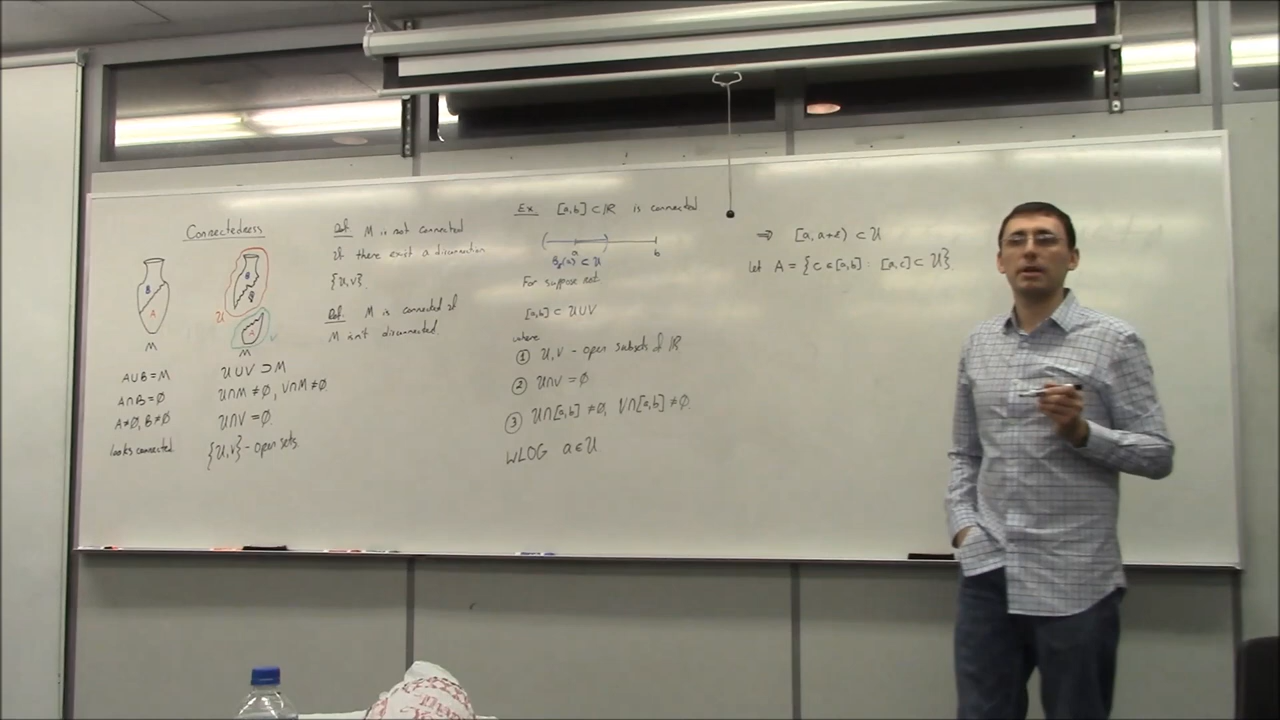 Connectedness
B
A
M
A∪B = M
A∩B = ∅
A≠∅, B≠∅
looks connected.
B
B
U
A
V
M
U∪V ⊃ M
U∩M ≠ ∅, V∩M ≠ ∅
U∩V = ∅.
{U,V} - open sets.
Def. M is not connected
if there exist a disconnection
{U,V}.
Def. M is connected if
M isn't disconnected.
Ex. [a,b] ⊂ ℝ is connected
a
b
B_ε(a) ⊂ U
For suppose not.
[a,b] ⊂ U∪V
where
① U,V - open subsets of ℝ
② U∩V = ∅
③ U∩[a,b] ≠ ∅, V∩[a,b] ≠ ∅.
WLOG a ∈ U.
⇒ [a, a+ε) ⊂ U
Let A = {c ∈ [a,b] : [a,c] ⊂ U}.